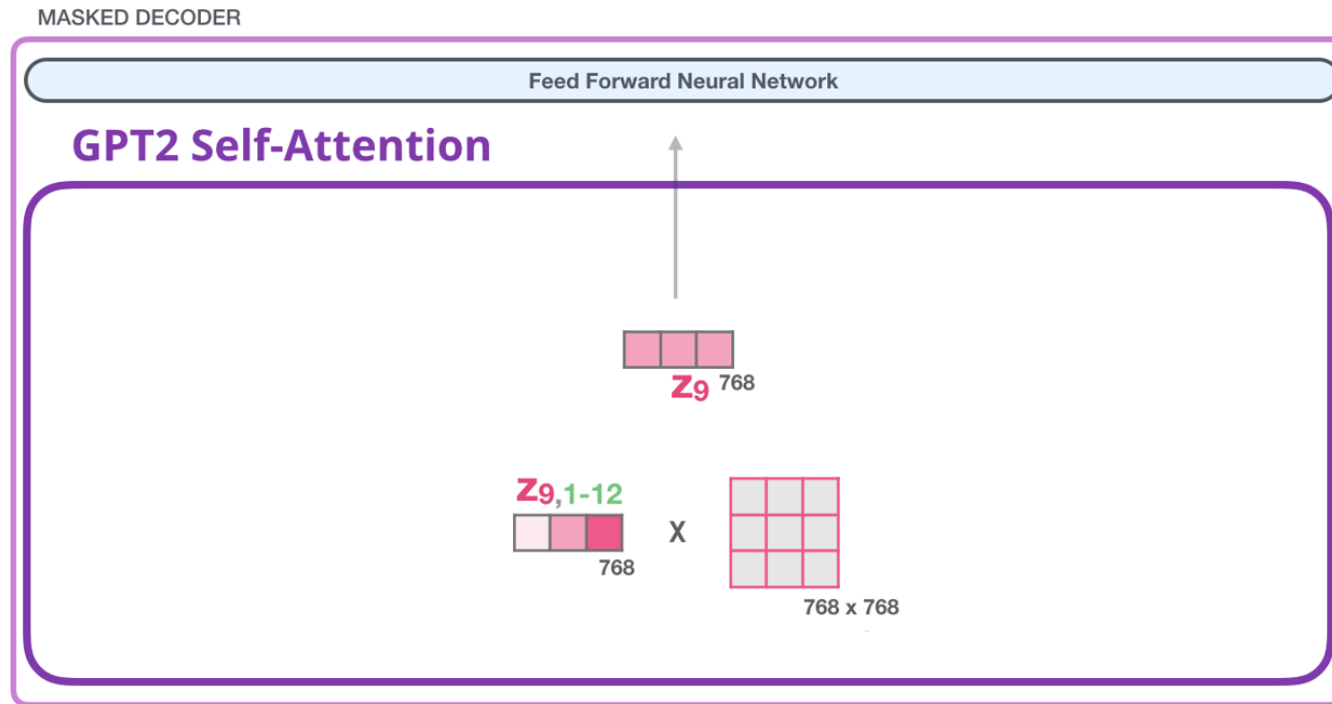 MASKED DECODER
Feed Forward Neural Network
GPT2 Self-Attention
Z9 768
Z9,1-12
X
768
768 x 768